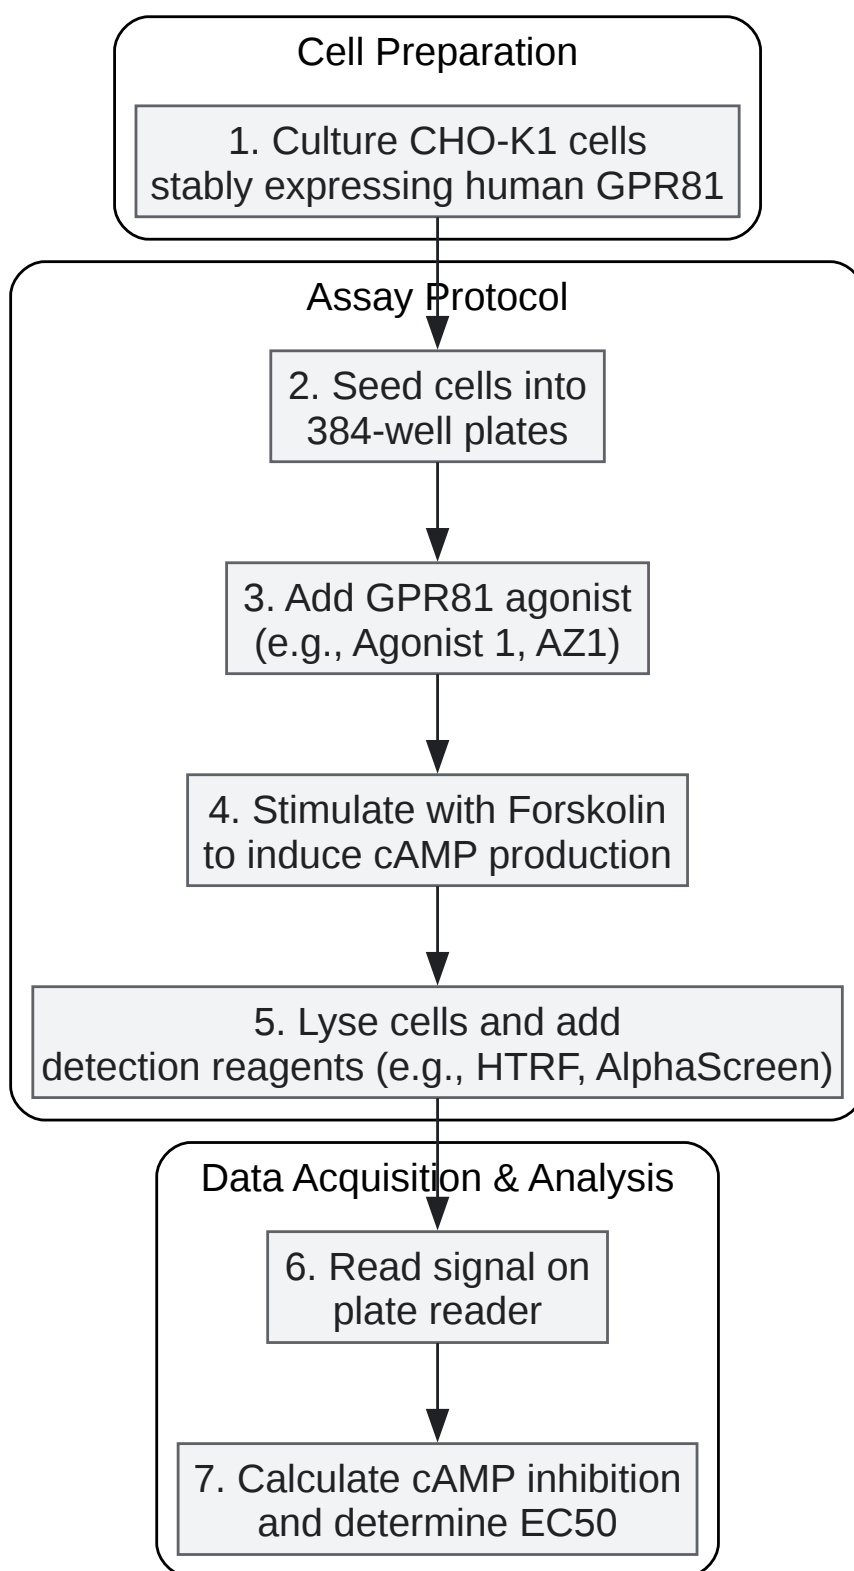 Cell Preparation
1. Culture CHO-K1 cells
stably expressing human GPR81
Assay Protocol
2. Seed cells into
384-well plates
3. Add GPR81 agonist
(e.g., Agonist 1, AZ1)
4. Stimulate with Forskolin
to induce cAMP production
5. Lyse cells and add
detection reagents (e.g., HTRF, AlphaScreen)
Data Acquisition & Analysis
6. Read signal on
plate reader
7. Calculate cAMP inhibition
and determine EC50